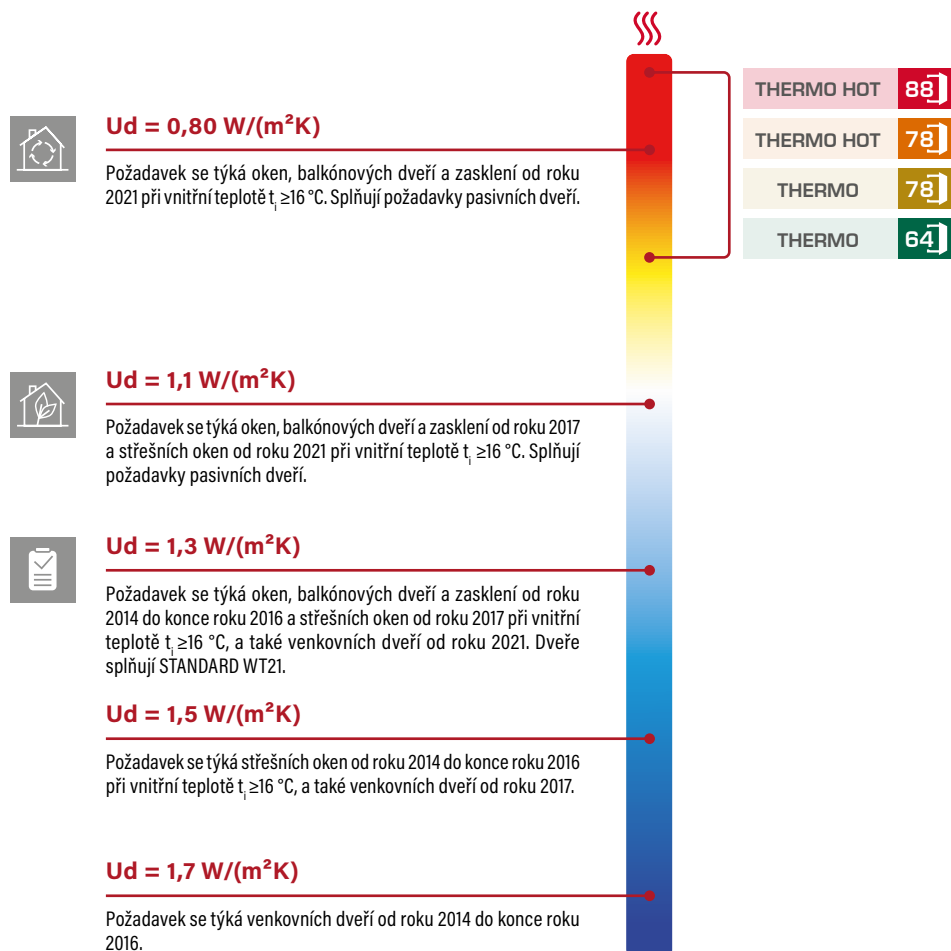 Ud = 0,80 W/(m²K)
Požadavek se týká oken, balkónových dveří a zasklení od roku
2021 při vnitřní teplotě tᵢ ≥16 °C. Splňují požadavky pasivních dveří.
THERMO HOT 88
THERMO HOT 78
THERMO 78
THERMO 64
Ud = 1,1 W/(m²K)
Požadavek se týká oken, balkónových dveří a zasklení od roku 2017
a střešních oken od roku 2021 při vnitřní teplotě tᵢ ≥16 °C. Splňují
požadavky pasivních dveří.
Ud = 1,3 W/(m²K)
Požadavek se týká oken, balkónových dveří a zasklení od roku
2014 do konce roku 2016 a střešních oken od roku 2017 při vnitřní
teplotě tᵢ ≥16 °C, a také venkovních dveří od roku 2021. Dveře
splňují STANDARD WT21.
Ud = 1,5 W/(m²K)
Požadavek se týká střešních oken od roku 2014 do konce roku 2016
při vnitřní teplotě tᵢ ≥16 °C, a také venkovních dveří od roku 2017.
Ud = 1,7 W/(m²K)
Požadavek se týká venkovních dveří od roku 2014 do konce roku
2016.